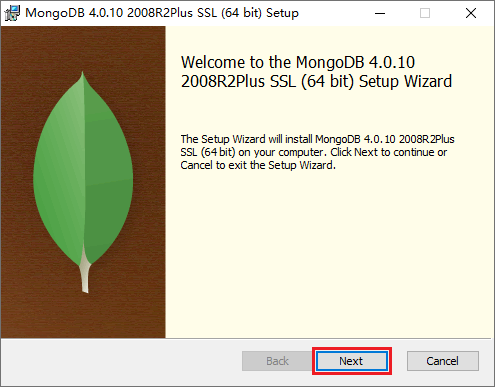 MongoDB 4.0.10 2008R2Plus SSL (64 bit) Setup
Welcome to the MongoDB 4.0.10
2008R2Plus SSL (64 bit) Setup Wizard
The Setup Wizard will install MongoDB 4.0.10 2008R2Plus
SSL (64 bit) on your computer. Click Next to continue or
Cancel to exit the Setup Wizard.
Back Next Cancel